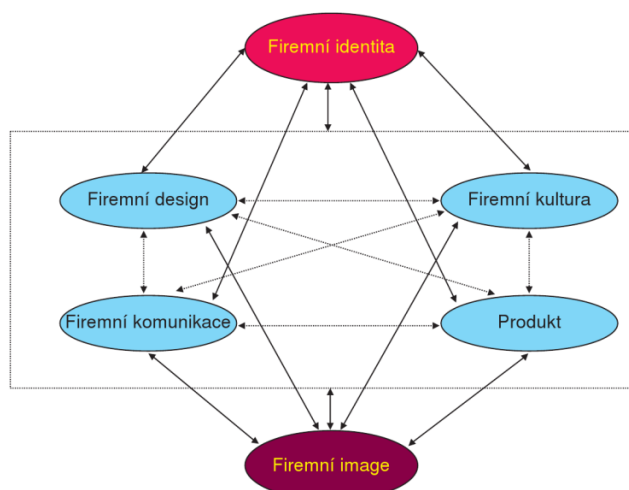 Firemní identita
Firemní design
Firemní kultura
Firemní komunikace
Produkt
Firemní image